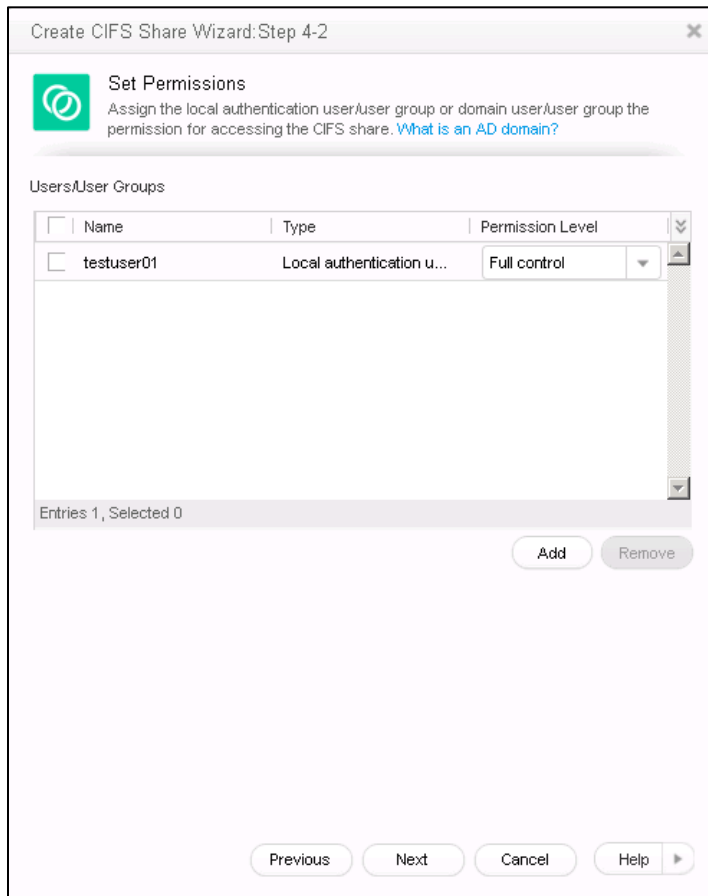 Create CIFS Share Wizard:Step 4-2
Set Permissions
Assign the local authentication user/user group or domain user/user group the
permission for accessing the CIFS share. What is an AD domain?
Users/User Groups
Name Type Permission Level
testuser01 Local authentication u... Full control
Entries 1, Selected 0
Add Remove
Previous Next Cancel Help